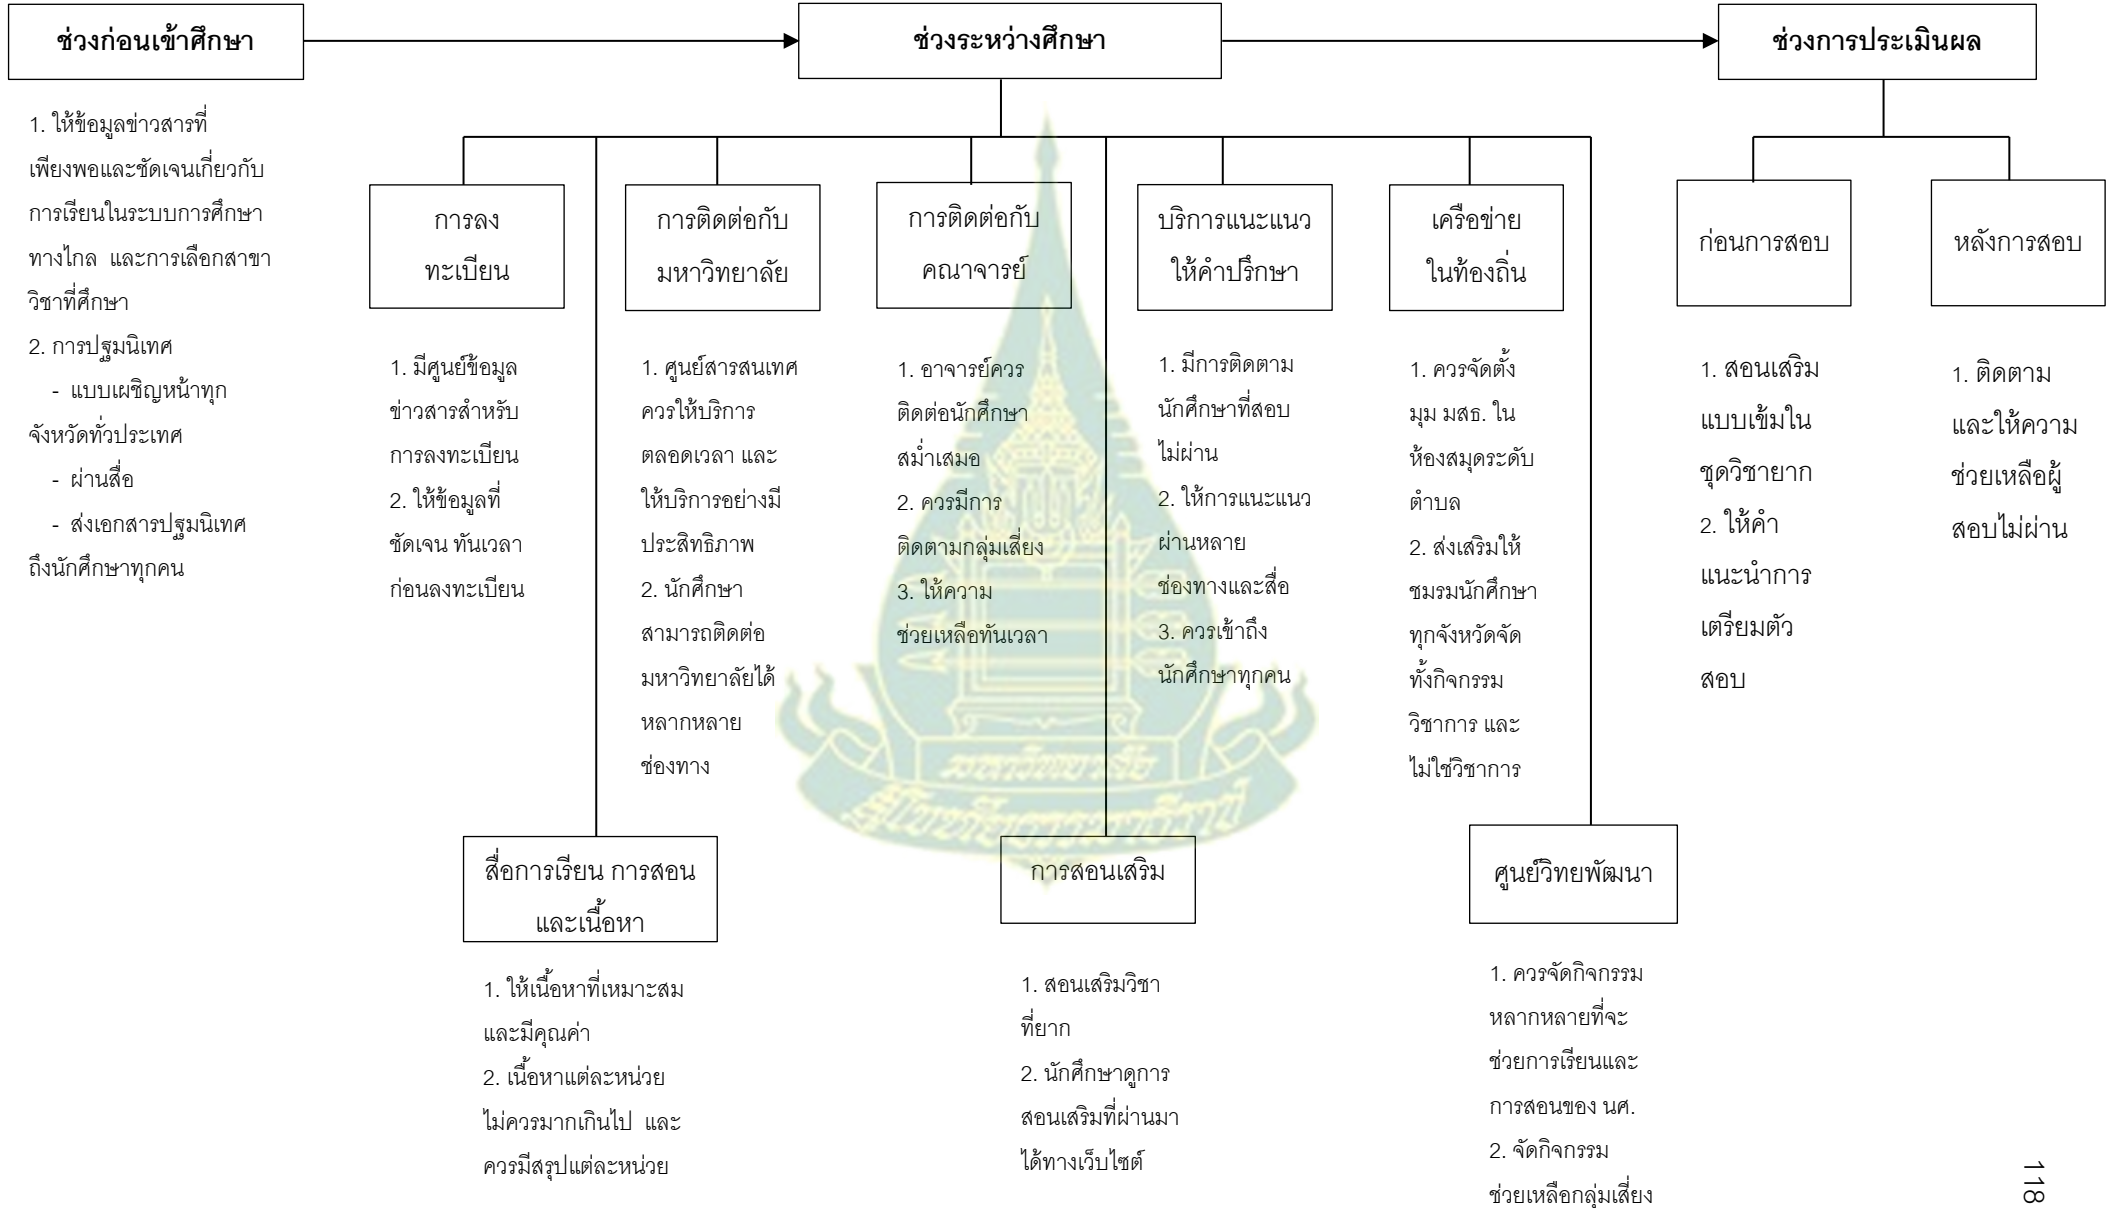 ช่วงก่อนเข้าศึกษา
ช่วงระหว่างศึกษา
ช่วงการประเมินผล
1. ให้ข้อมูลข่าวสารที่
เพียงพอและชัดเจนเกี่ยวกับ
การเรียนในระบบการศึกษา
ทางไกล และการเลือกสาขา
วิชาที่ศึกษา
2. การปฐมนิเทศ
- แบบเผชิญหน้าทุก
จังหวัดทั่วประเทศ
- ผ่านสื่อ
- ส่งเอกสารปฐมนิเทศ
ถึงนักศึกษาทุกคน
การลง
ทะเบียน
1. มีศูนย์ข้อมูล
ข่าวสารสำหรับ
การลงทะเบียน
2. ให้ข้อมูลที่
ชัดเจน ทันเวลา
ก่อนลงทะเบียน
การติดต่อกับ
มหาวิทยาลัย
1. ศูนย์สารสนเทศ
ควรให้บริการ
ตลอดเวลา และ
ให้บริการอย่างมี
ประสิทธิภาพ
2. นักศึกษา
สามารถติดต่อ
มหาวิทยาลัยได้
หลากหลาย
ช่องทาง
การติดต่อกับ
คณาจารย์
1. อาจารย์ควร
ติดต่อนักศึกษา
สม่ำเสมอ
2. ควรมีการ
ติดตามกลุ่มเสี่ยง
3. ให้ความ
ช่วยเหลือทันเวลา
บริการแนะแนว
ให้คำปรึกษา
1. มีการติดตาม
นักศึกษาที่สอบ
ไม่ผ่าน
2. ให้การแนะแนว
ผ่านหลาย
ช่องทางและสื่อ
3. ควรเข้าถึง
นักศึกษาทุกคน
เครือข่าย
ในท้องถิ่น
1. ควรจัดตั้ง
มุม มสธ. ใน
ห้องสมุดระดับ
ตำบล
2. ส่งเสริมให้
ชมรมนักศึกษา
ทุกจังหวัดจัด
ทั้งกิจกรรม
วิชาการ และ
ไม่ใช่วิชาการ
ก่อนการสอบ
1. สอนเสริม
แบบเข้มใน
ชุดวิชายาก
2. ให้คำ
แนะนำการ
เตรียมตัว
สอบ
หลังการสอบ
1. ติดตาม
และให้ความ
ช่วยเหลือผู้
สอบไม่ผ่าน
มหาวิทยาลัย
สุโขทัยธรรมาธิราช
สื่อการเรียน การสอน
และเนื้อหา
1. ให้เนื้อหาที่เหมาะสม
และมีคุณค่า
2. เนื้อหาแต่ละหน่วย
ไม่ควรมากเกินไป และ
ควรมีสรุปแต่ละหน่วย
การสอนเสริม
1. สอนเสริมวิชา
ที่ยาก
2. นักศึกษาดูการ
สอนเสริมที่ผ่านมา
ได้ทางเว็บไซต์
ศูนย์วิทยพัฒนา
1. ควรจัดกิจกรรม
หลากหลายที่จะ
ช่วยการเรียนและ
การสอนของ นศ.
2. จัดกิจกรรม
ช่วยเหลือกลุ่มเสี่ยง
118